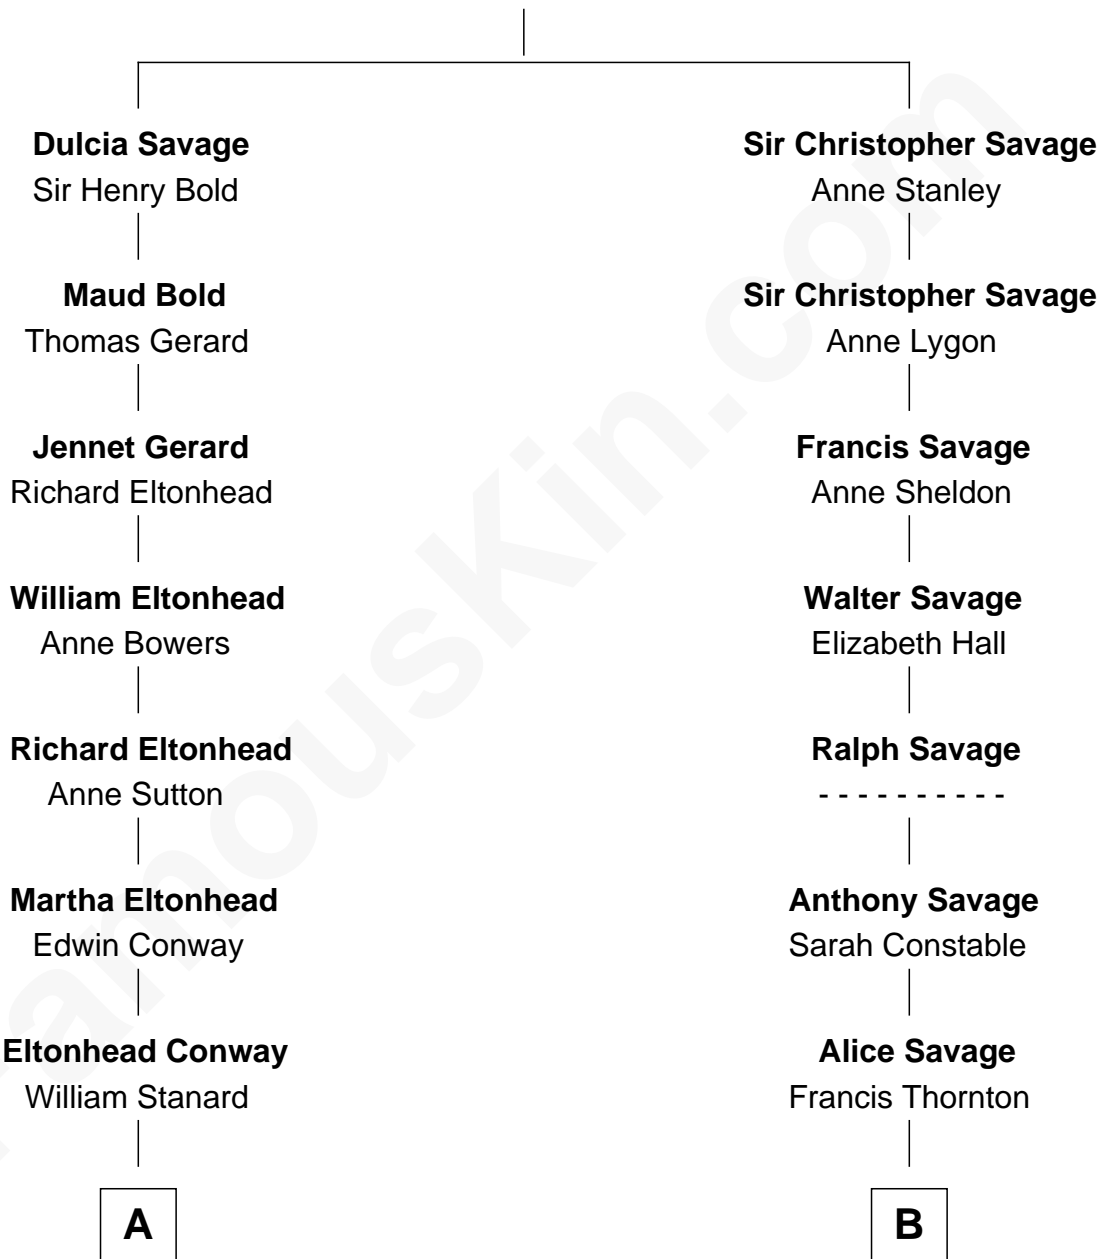 Dulcia Savage
Sir Henry Bold
Maud Bold
Thomas Gerard
Jennet Gerard
Richard Eltonhead
William Eltonhead
Anne Bowers
Richard Eltonhead
Anne Sutton
Martha Eltonhead
Edwin Conway
Eltonhead Conway
William Stanard
A
Sir Christopher Savage
Anne Stanley
Sir Christopher Savage
Anne Lygon
Francis Savage
Anne Sheldon
Walter Savage
Elizabeth Hall
Ralph Savage
- - - - - - - - - -
Anthony Savage
Sarah Constable
Alice Savage
Francis Thornton
B
FamousKin.com